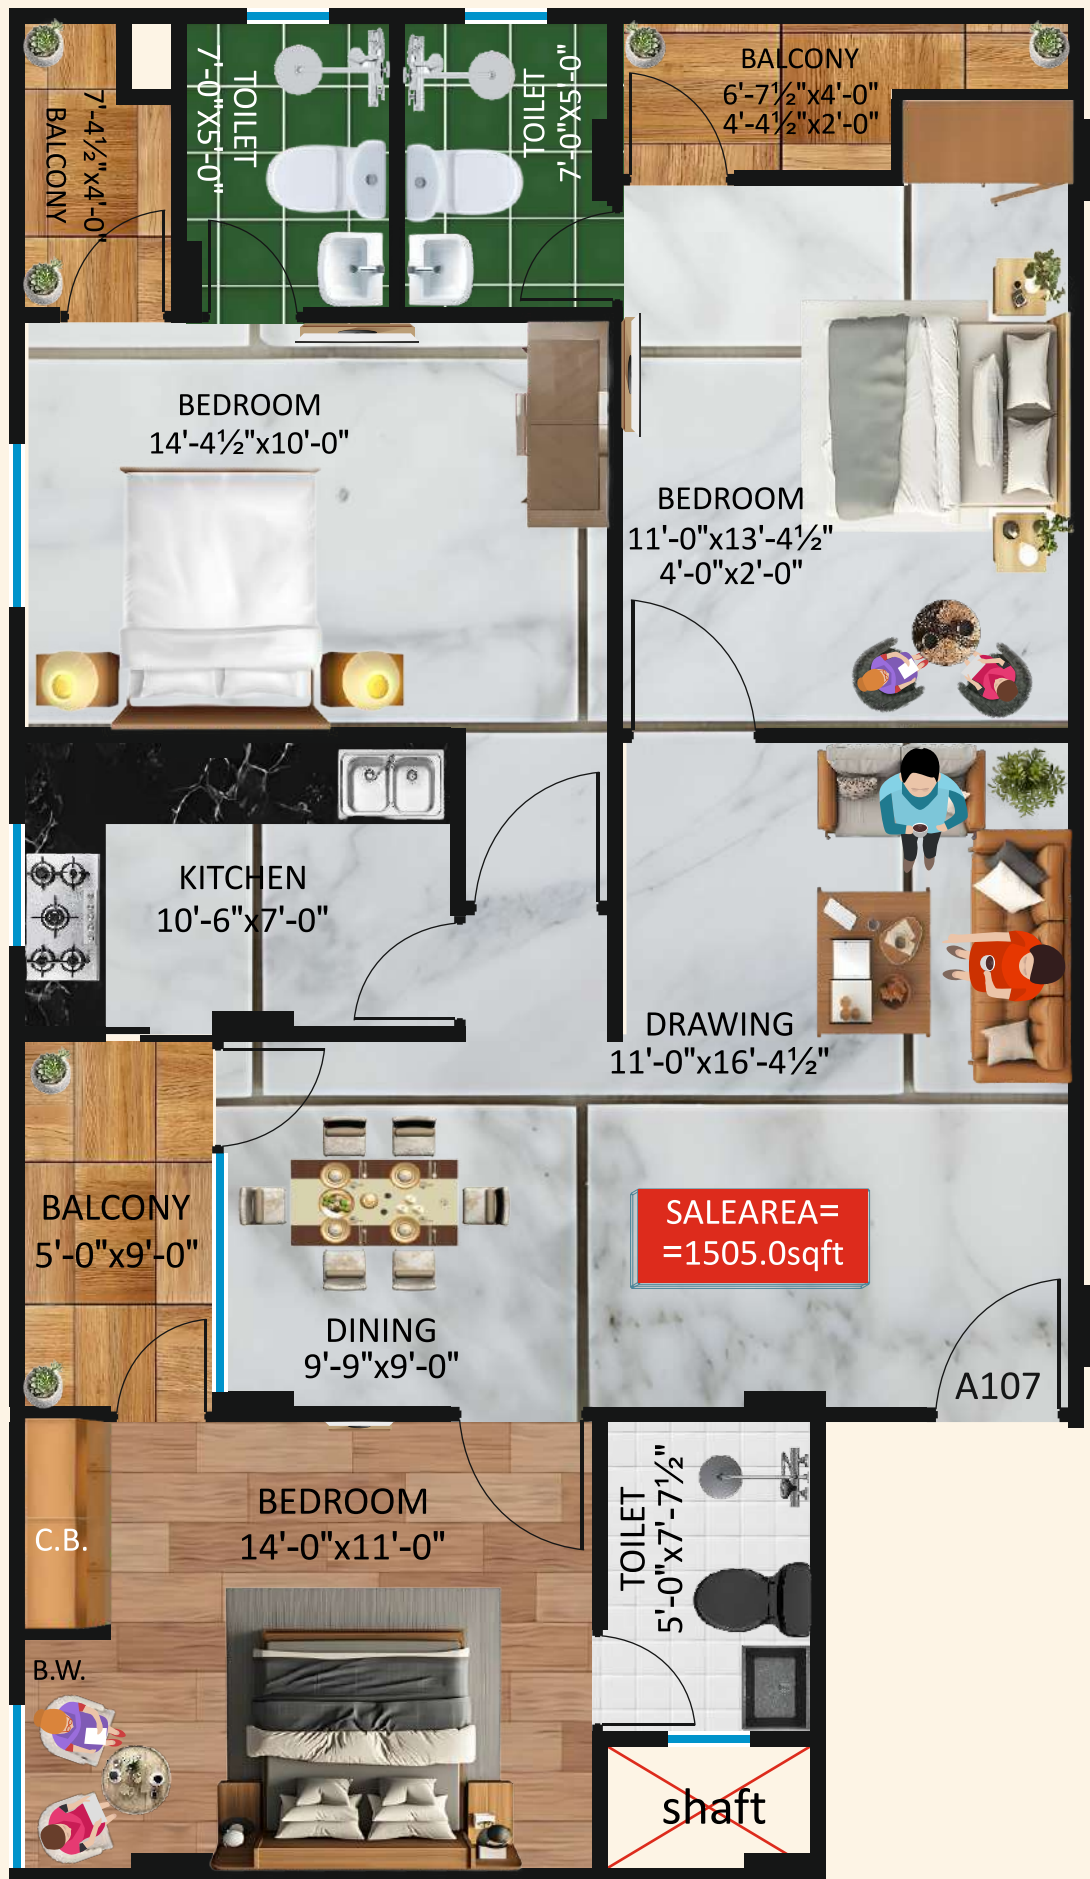 BALCONY
7'-4½"x4'-0"
TOILET
7'-0"X5'-0"
TOILET
7'-0"X5'-0"
BALCONY
6'-7½"x4'-0"
4'-4½"x2'-0"
BEDROOM
14'-4½"x10'-0"
BEDROOM
11'-0"x13'-4½"
4'-0"x2'-0"
KITCHEN
10'-6"x7'-0"
DRAWING
11'-0"x16'-4½"
BALCONY
5'-0"x9'-0"
SALEAREA=
=1505.0sqft
DINING
9'-9"x9'-0"
A107
BEDROOM
14'-0"x11'-0"
C.B.
TOILET
5'-0"x7'-7½"
B.W.
shaft